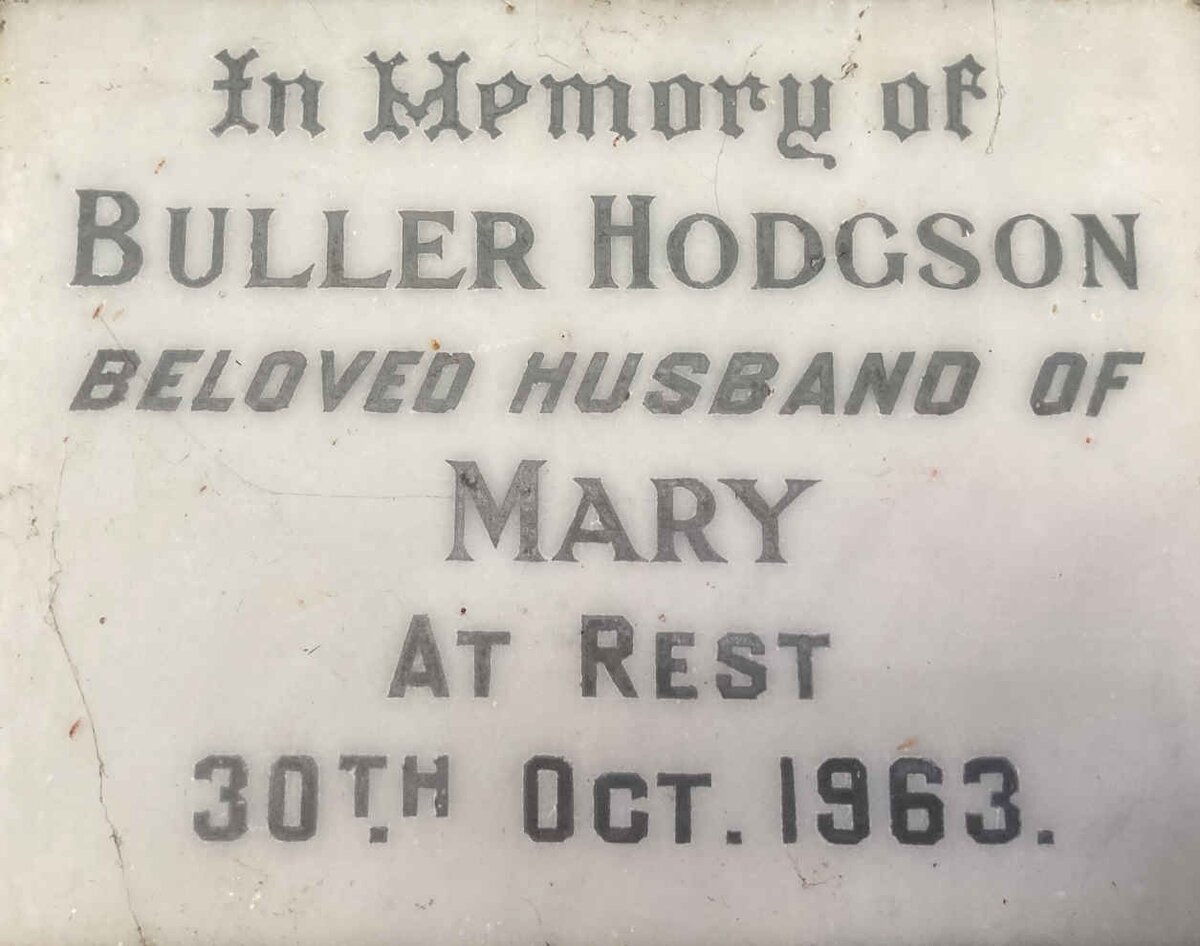 In Memory of
BULLER HODGSON
BELOVED HUSBAND OF
MARY
AT REST
30TH OCT. 1963.